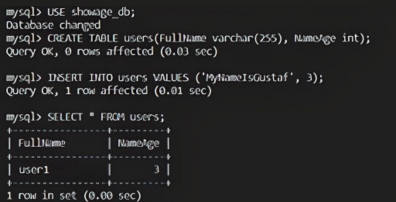 mysql> USE showage_db;
Database changed
mysql> CREATE TABLE users(FullName varchar(255), NameAge int);
Query OK, 0 rows affected (0.03 sec)
mysql> INSERT INTO users VALUES ('MyNameIsGustaf', 3);
Query OK, 1 row affected (0.01 sec)
mysql> SELECT * FROM users;
+----------------+---------+
| FullName | NameAge |
+----------------+---------+
| user1 | 3 |
+----------------+---------+
1 row in set (0.00 sec)